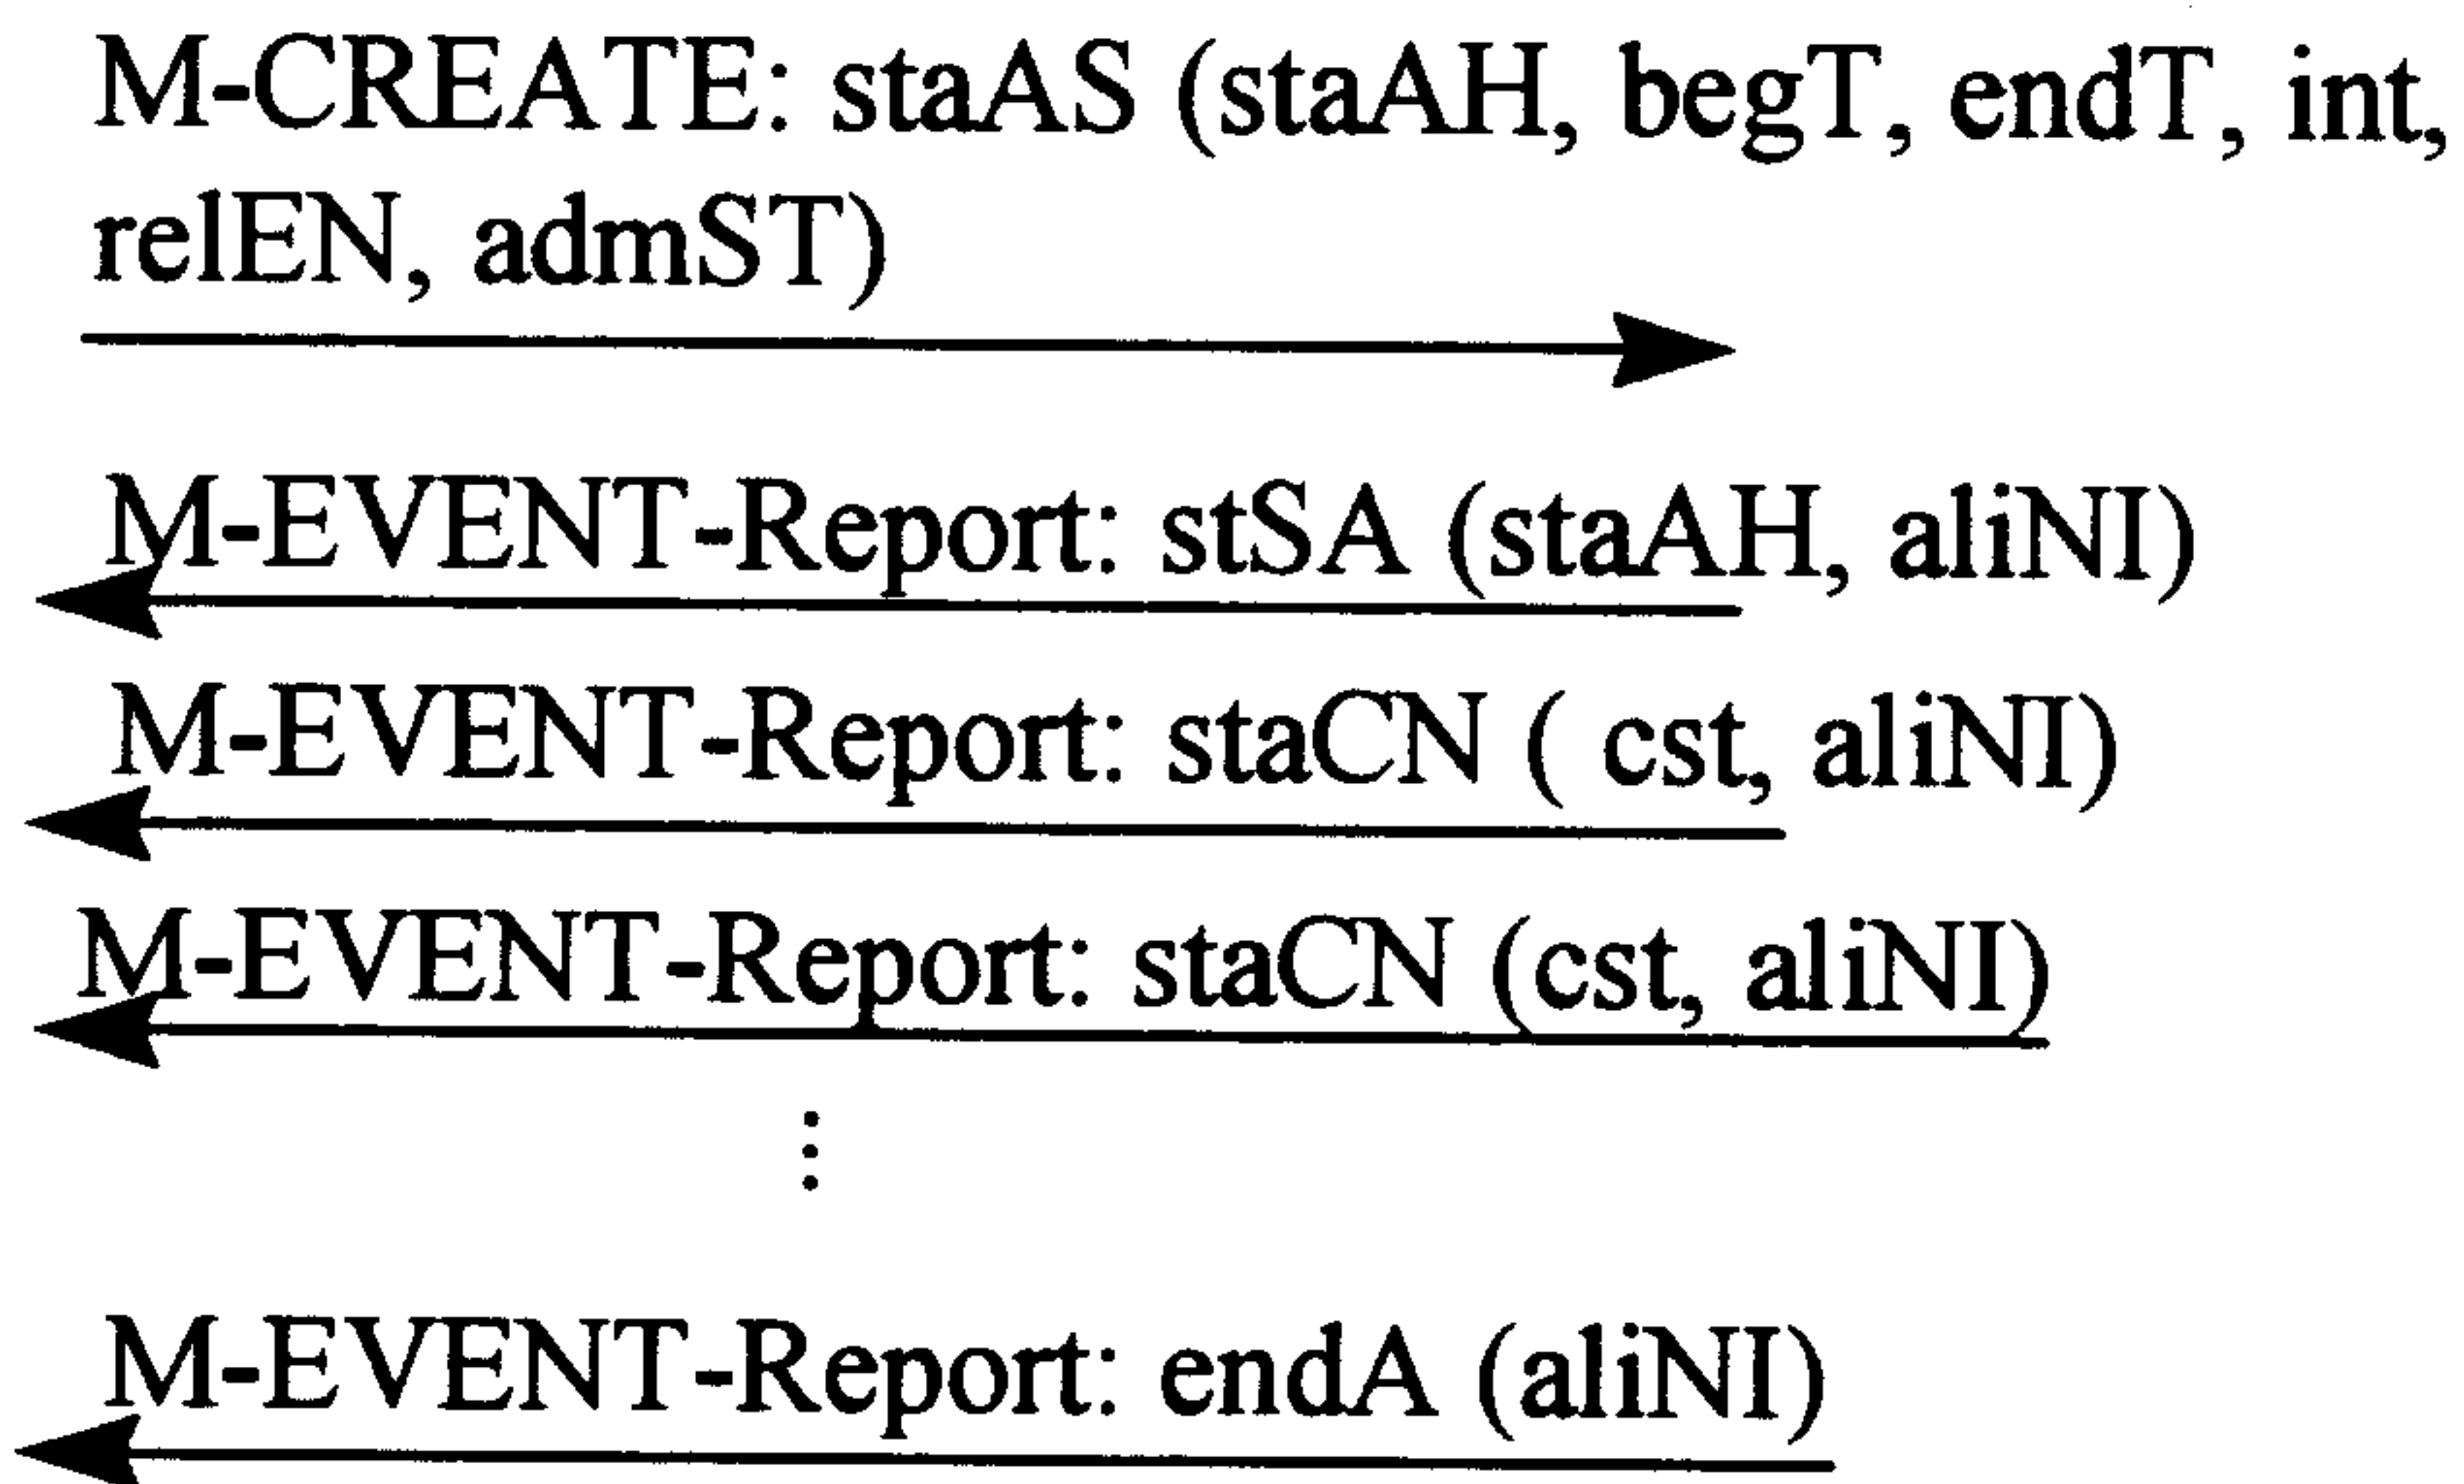 M-CREATE: staAS (staAH, begT, endT, int,
relEN, admST)
M-EVENT-Report: stSA (staAH, aliNI)
M-EVENT-Report: staCN ( cst, aliNI)
M-EVENT-Report: staCN (cst, aliNI)
M-EVENT-Report: endA (aliNI)